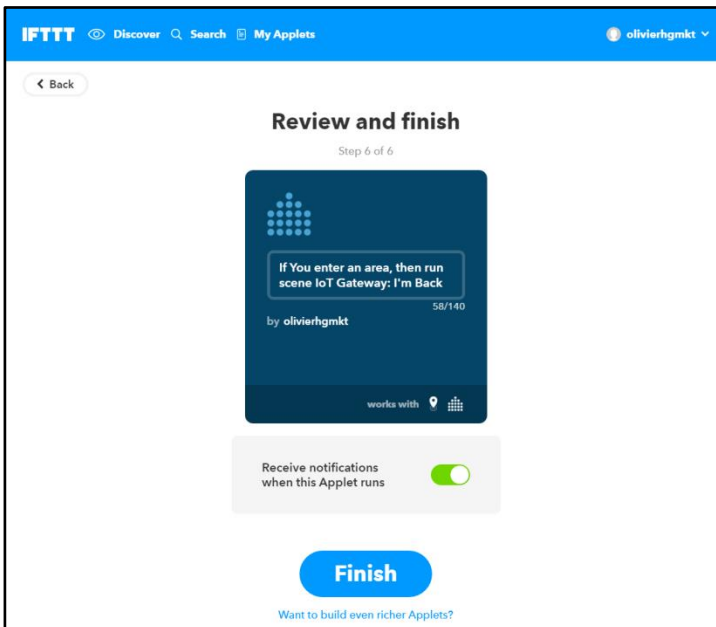 IFTTT Discover Search My Applets olivierhgmkt
Back
Review and finish
Step 6 of 6
If You enter an area, then run
scene IoT Gateway: I'm Back
58/140
by olivierhgmkt
works with
Receive notifications
when this Applet runs
Finish
Want to build even richer Applets?